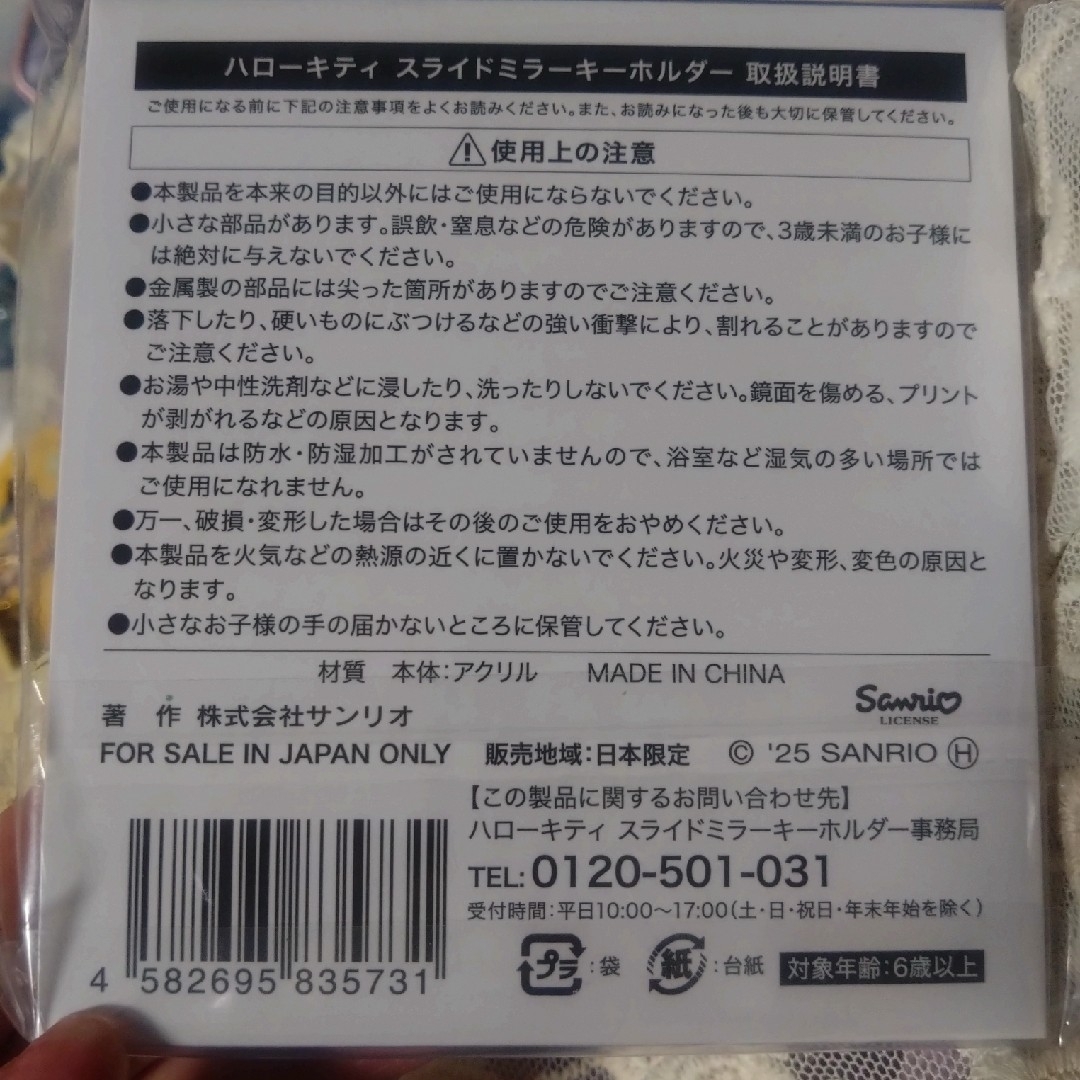 ハローキティ スライドミラーキーホルダー 取扱説明書
ご使用になる前に下記の注意事項をよくお読みください。また、お読みになった後も大切に保管してください。
使用上の注意
●本製品を本来の目的以外にはご使用にならないでください。
●小さな部品があります。誤飲・窒息などの危険がありますので、3歳未満のお子様に
は絶対に与えないでください。
●金属製の部品には尖った箇所がありますのでご注意ください。
●落下したり、硬いものにぶつけるなどの強い衝撃により、割れることがありますので
ご注意ください。
●お湯や中性洗剤などに浸したり、洗ったりしないでください。鏡面を傷める、プリント
が剥がれるなどの原因となります。
●本製品は防水・防湿加工がされていませんので、浴室など湿気の多い場所では
ご使用になれません。
●万一、破損・変形した場合はその後のご使用をおやめください。
●本製品を火気などの熱源の近くに置かないでください。火災や変形、変色の原因と
なります。
●小さなお子様の手の届かないところに保管してください。
材質 本体:アクリル MADE IN CHINA
Sanrio
LICENSE
著 作 株式会社サンリオ
FOR SALE IN JAPAN ONLY 販売地域:日本限定 © '25 SANRIO Ⓗ
【この製品に関するお問い合わせ先】
ハローキティ スライドミラーキーホルダー事務局
TEL:0120-501-031
受付時間:平日10:00〜17:00(土・日・祝日・年末年始を除く)
プラ:袋 紙:台紙 対象年齢:6歳以上
4 582695 835731